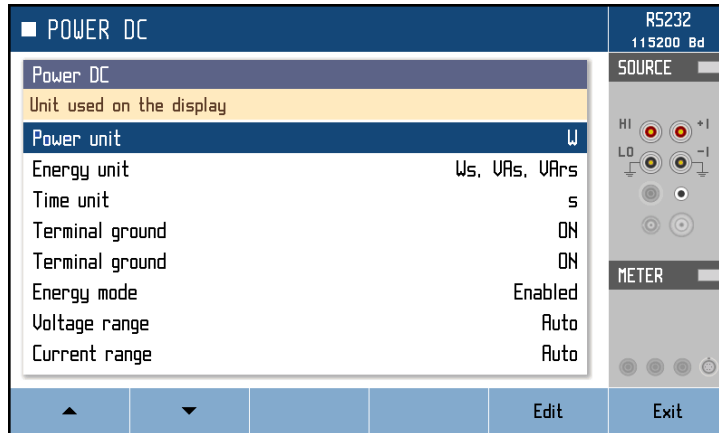 POWER DC
RS232
115200 Bd
Power DC
Unit used on the display
Power unit W
Energy unit Ws, VAs, VArs
Time unit s
Terminal ground ON
Terminal ground ON
Energy mode Enabled
Voltage range Auto
Current range Auto
SOURCE
HI +I
LO -I
METER
Edit Exit